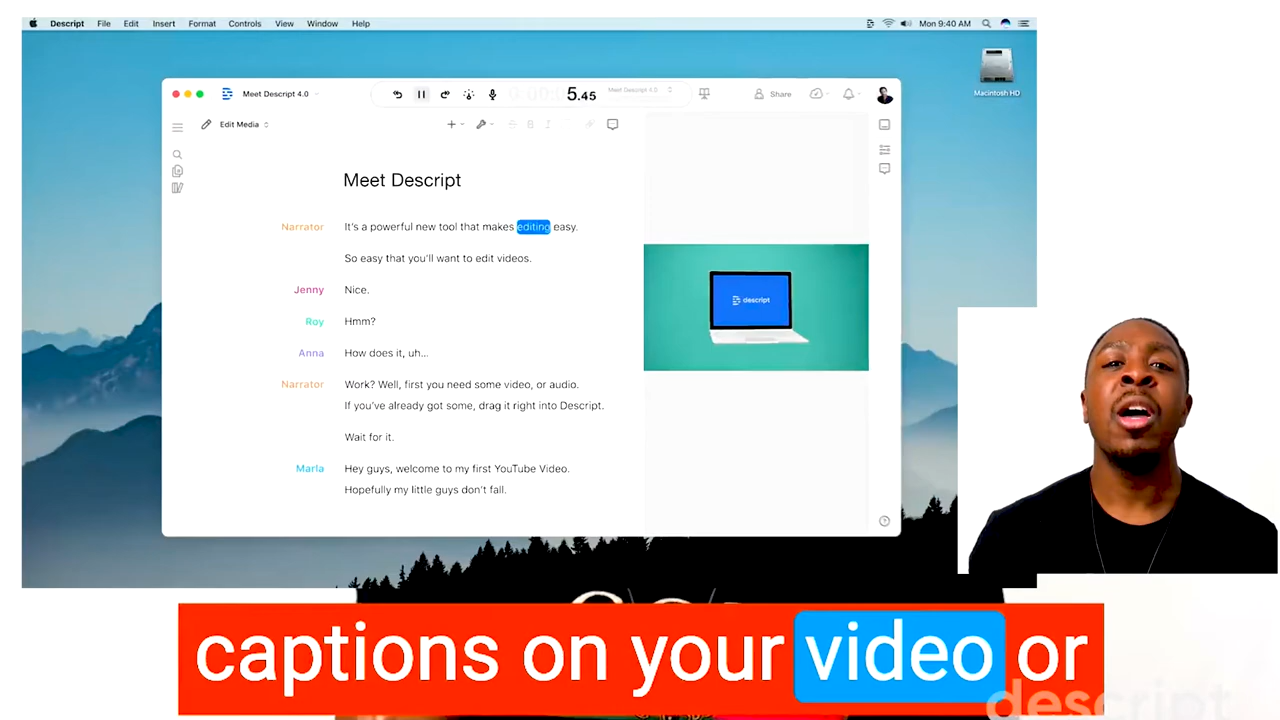 Descript File Edit Insert Format Controls View Window Help
Mon 9:40 AM
Macintosh HD
Meet Descript 4.0
5.45
Meet Descript 4.0
Share
Edit Media
Meet Descript
Narrator It's a powerful new tool that makes editing easy.
So easy that you'll want to edit videos.
Jenny Nice.
Roy Hmm?
Anna How does it, uh...
Narrator Work? Well, first you need some video, or audio.
If you've already got some, drag it right into Descript.
Wait for it.
Marla Hey guys, welcome to my first YouTube Video.
Hopefully my little guys don't fall.
descript
captions on your video or
descript